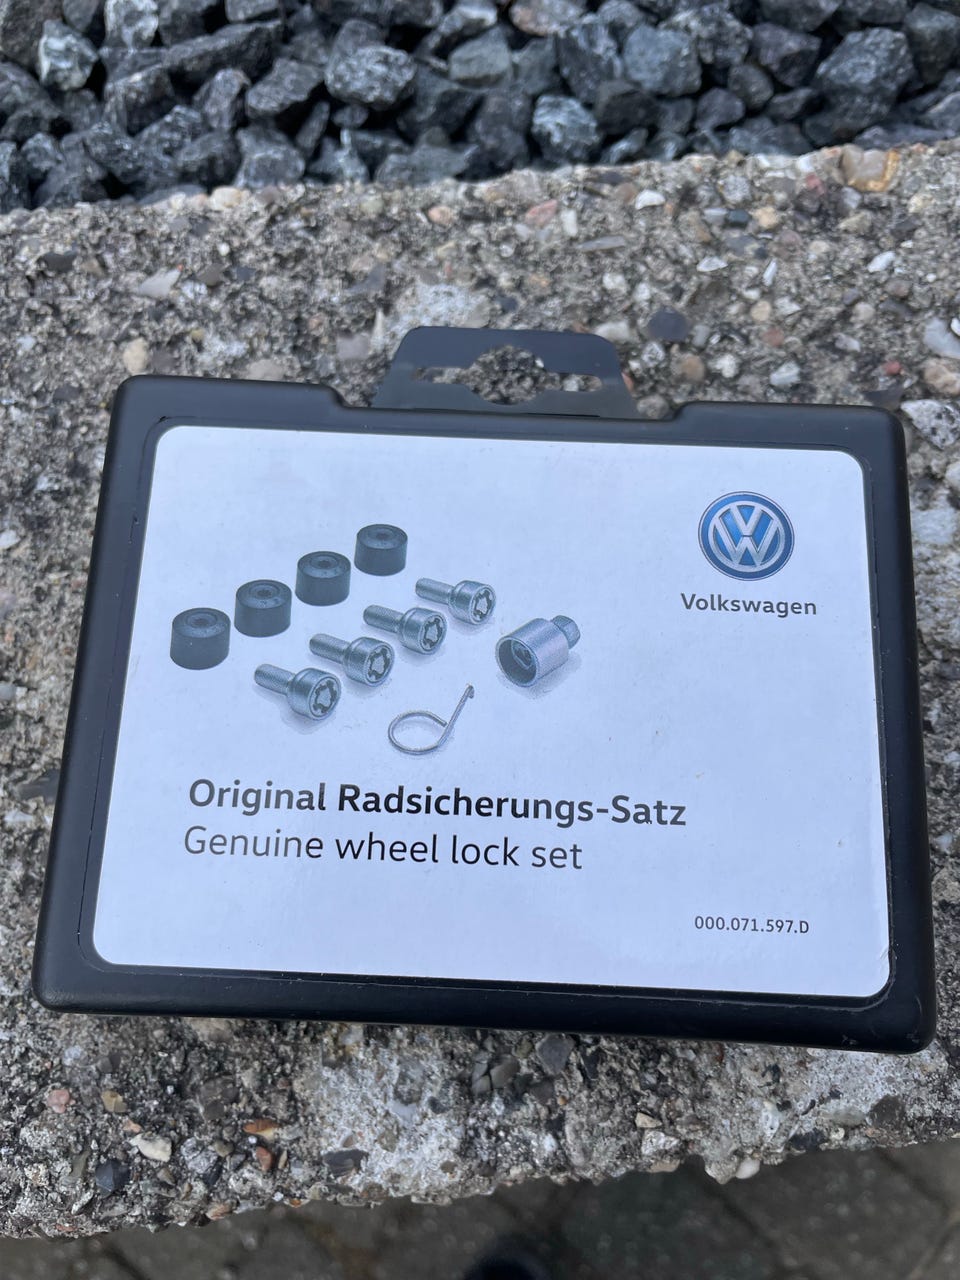 Volkswagen
Original Radsicherungs-Satz
Genuine wheel lock set
000.071.597.D